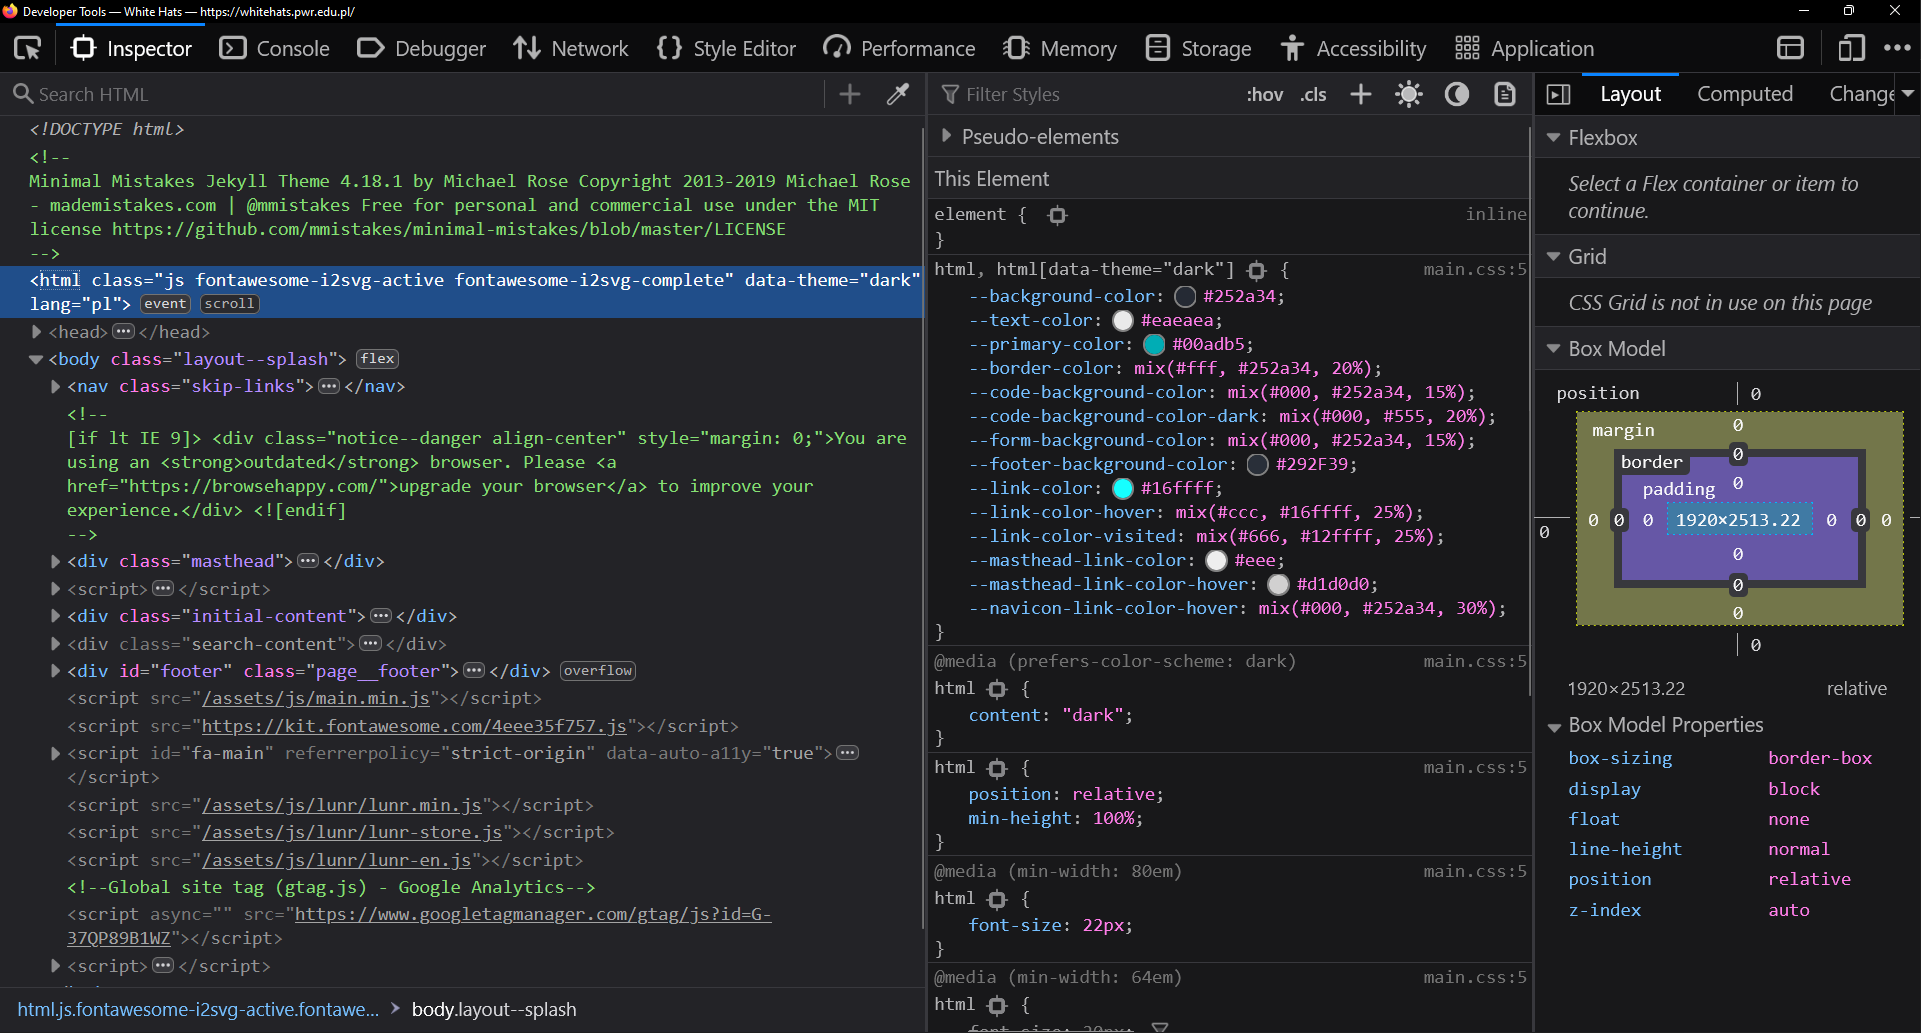 Developer Tools — White Hats — https://whitehats.pwr.edu.pl/
Inspector Console Debugger Network Style Editor Performance Memory Storage Accessibility Application
Search HTML
<!DOCTYPE html>
<!--
Minimal Mistakes Jekyll Theme 4.18.1 by Michael Rose Copyright 2013-2019 Michael Rose
- mademistakes.com | @mmistakes Free for personal and commercial use under the MIT
license https://github.com/mmistakes/minimal-mistakes/blob/master/LICENSE
-->
<html class="js fontawesome-i2svg-active fontawesome-i2svg-complete" data-theme="dark"
lang="pl"> event scroll
<head> ••• </head>
<body class="layout--splash"> flex
<nav class="skip-links"> ••• </nav>
<!--
[if lt IE 9]> <div class="notice--danger align-center" style="margin: 0;">You are
using an <strong>outdated</strong> browser. Please <a
href="https://browsehappy.com/">upgrade your browser</a> to improve your
experience.</div> <![endif]
-->
<div class="masthead"> ••• </div>
<script> ••• </script>
<div class="initial-content"> ••• </div>
<div class="search-content"> ••• </div>
<div id="footer" class="page__footer"> ••• </div> overflow
<script src="/assets/js/main.min.js"></script>
<script src="https://kit.fontawesome.com/4eee35f757.js"></script>
<script id="fa-main" referrerpolicy="strict-origin" data-auto-a11y="true"> •••
</script>
<script src="/assets/js/lunr/lunr.min.js"></script>
<script src="/assets/js/lunr/lunr-store.js"></script>
<script src="/assets/js/lunr/lunr-en.js"></script>
<!--Global site tag (gtag.js) - Google Analytics-->
<script async="" src="https://www.googletagmanager.com/gtag/js?id=G-
37QP89B1WZ"></script>
<script> ••• </script>
html.js.fontawesome-i2svg-active.fontawe... > body.layout--splash
Filter Styles :hov .cls
Pseudo-elements
This Element
element { inline
}
html, html[data-theme="dark"] { main.css:5
--background-color: #252a34;
--text-color: #eaeaea;
--primary-color: #00adb5;
--border-color: mix(#fff, #252a34, 20%);
--code-background-color: mix(#000, #252a34, 15%);
--code-background-color-dark: mix(#000, #555, 20%);
--form-background-color: mix(#000, #252a34, 15%);
--footer-background-color: #292F39;
--link-color: #16ffff;
--link-color-hover: mix(#ccc, #16ffff, 25%);
--link-color-visited: mix(#666, #12ffff, 25%);
--masthead-link-color: #eee;
--masthead-link-color-hover: #d1d0d0;
--navicon-link-color-hover: mix(#000, #252a34, 30%);
}
@media (prefers-color-scheme: dark) main.css:5
html {
content: "dark";
}
html { main.css:5
position: relative;
min-height: 100%;
}
@media (min-width: 80em) main.css:5
html {
font-size: 22px;
}
@media (min-width: 64em) main.css:5
html {
font-size: 20px;
Layout Computed Change
Flexbox
Select a Flex container or item to
continue.
Grid
CSS Grid is not in use on this page
Box Model
position 0
margin 0
border 0
padding 0
0 0 0 0 1920×2513.22 0 0 0
0
0
0
0
1920×2513.22 relative
Box Model Properties
box-sizing border-box
display block
float none
line-height normal
position relative
z-index auto